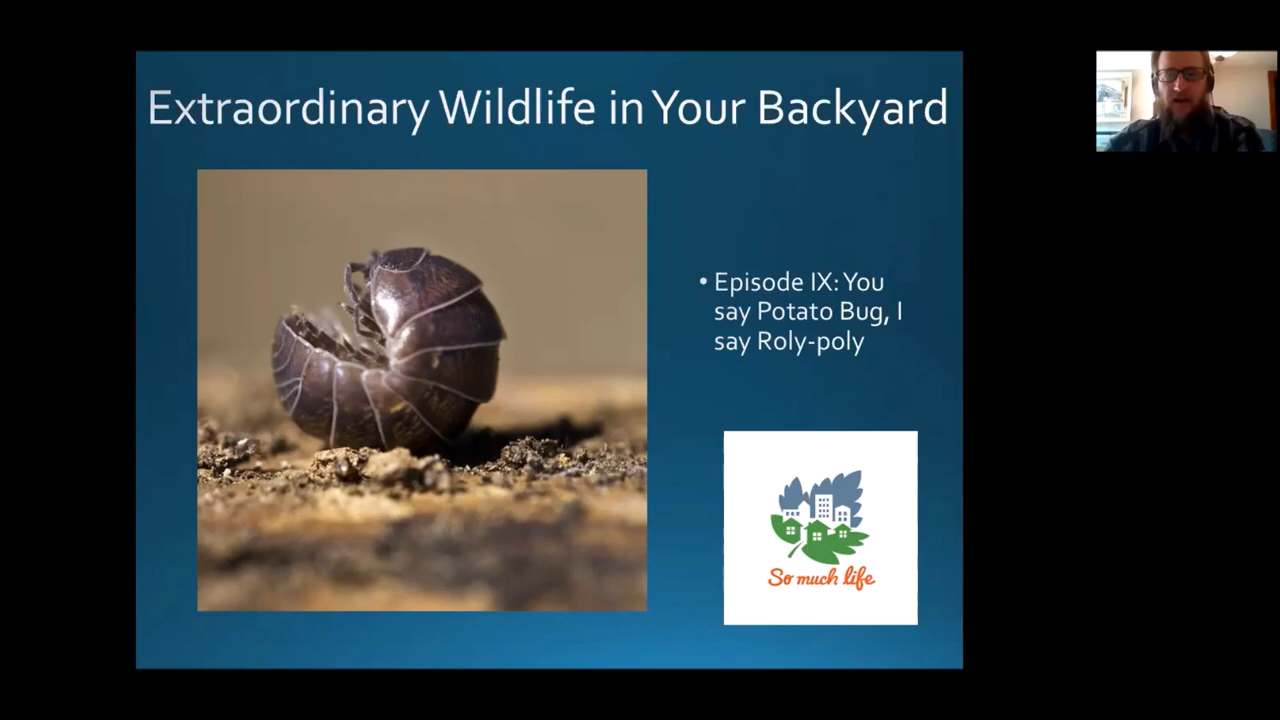 Extraordinary Wildlife in Your Backyard
• Episode IX: You
say Potato Bug, I
say Roly-poly
So much life